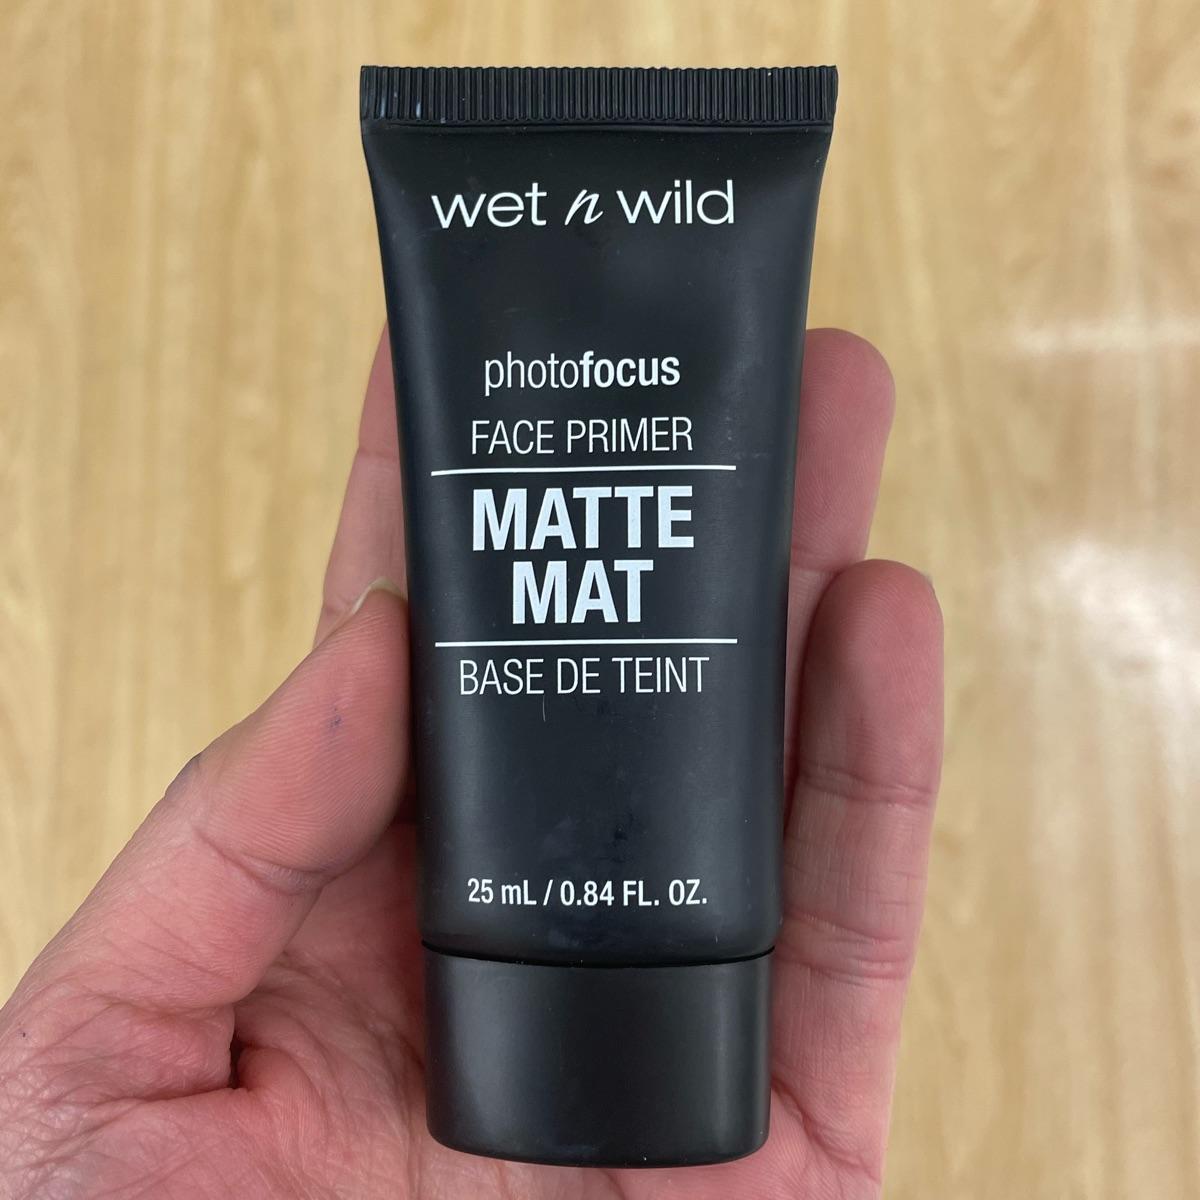 wet n wild
photofocus
FACE PRIMER
MATTE
MAT
BASE DE TEINT
25 mL / 0.84 FL. OZ.